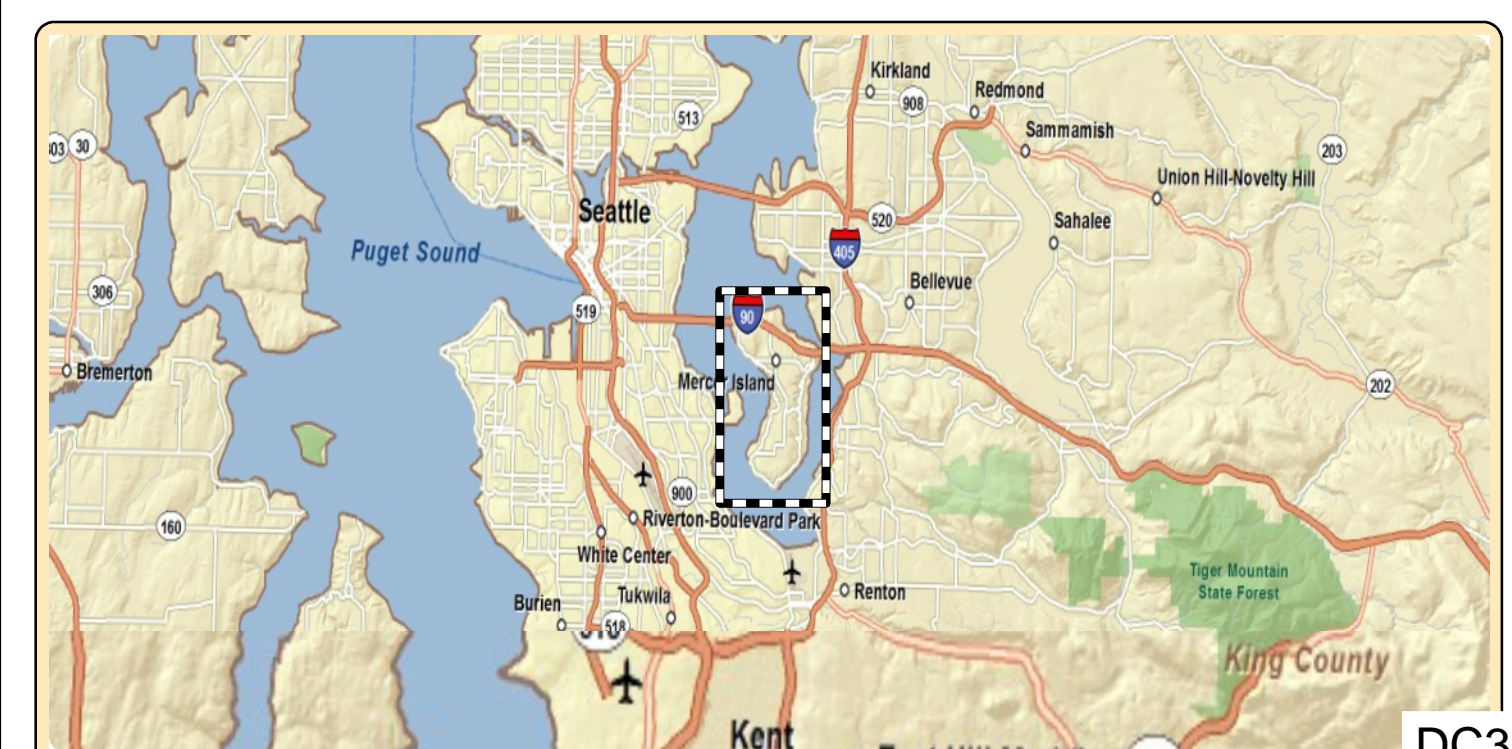 Kirkland
908
Redmond
513
Sammamish
303
30
203
Union Hill-Novelty Hill
Seattle
520
Sahalee
Puget Sound
405
Bellevue
306
519
90
Bremerton
Mercer Island
202
900
Riverton-Boulevard Park
160
White Center
Tiger Mountain
State Forest
Tukwila
Renton
Burien
518
King County
Kent
DC3